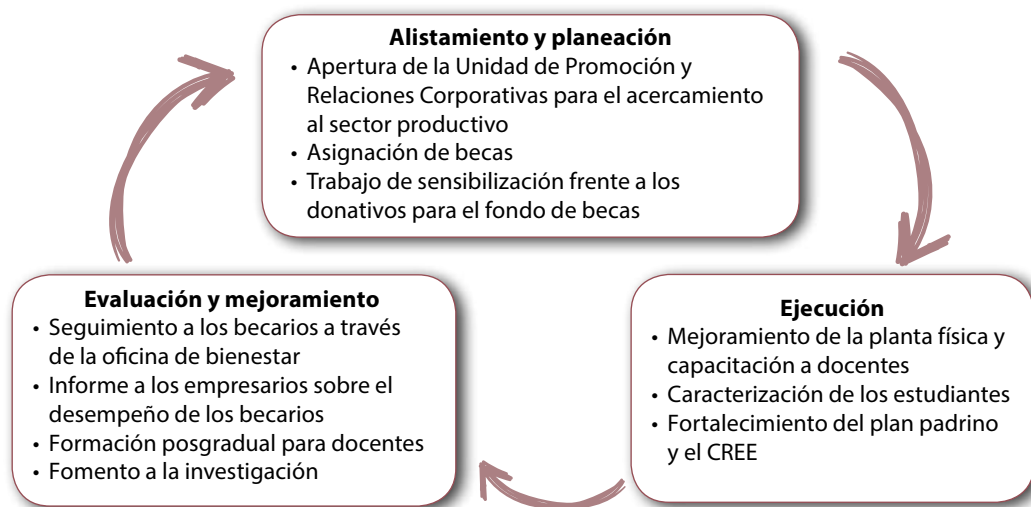 Alistamiento y planeación
• Apertura de la Unidad de Promoción y
Relaciones Corporativas para el acercamiento
al sector productivo
• Asignación de becas
• Trabajo de sensibilización frente a los
donativos para el fondo de becas
Evaluación y mejoramiento
• Seguimiento a los becarios a través
de la oficina de bienestar
• Informe a los empresarios sobre el
desempeño de los becarios
• Formación posgradual para docentes
• Fomento a la investigación
Ejecución
• Mejoramiento de la planta física y
capacitación a docentes
• Caracterización de los estudiantes
• Fortalecimiento del plan padrino
y el CREE